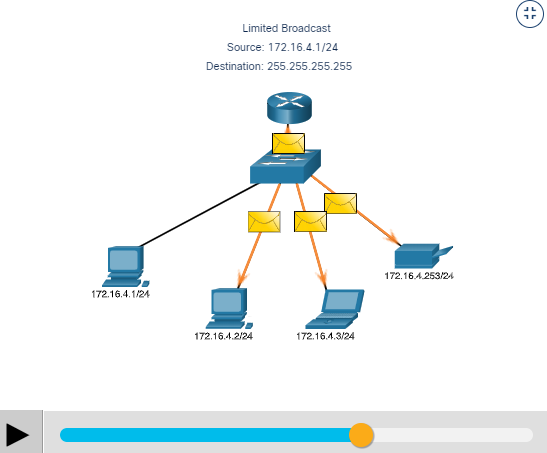 Limited Broadcast
Source: 172.16.4.1/24
Destination: 255.255.255.255
172.16.4.253/24
172.16.4.1/24
172.16.4.2/24
172.16.4.3/24